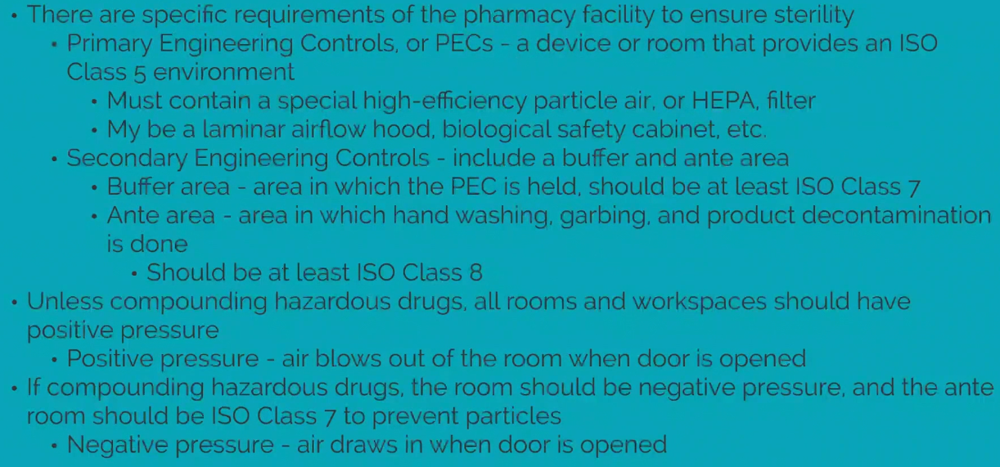 • There are specific requirements of the pharmacy facility to ensure sterility
• Primary Engineering Controls, or PECs - a device or room that provides an ISO
Class 5 environment
• Must contain a special high-efficiency particle air, or HEPA, filter
• My be a laminar airflow hood, biological safety cabinet, etc.
• Secondary Engineering Controls - include a buffer and ante area
• Buffer area - area in which the PEC is held, should be at least ISO Class 7
• Ante area - area in which hand washing, garbing, and product decontamination
is done
• Should be at least ISO Class 8
• Unless compounding hazardous drugs, all rooms and workspaces should have
positive pressure
• Positive pressure - air blows out of the room when door is opened
• If compounding hazardous drugs, the room should be negative pressure, and the ante
room should be ISO Class 7 to prevent particles
• Negative pressure - air draws in when door is opened